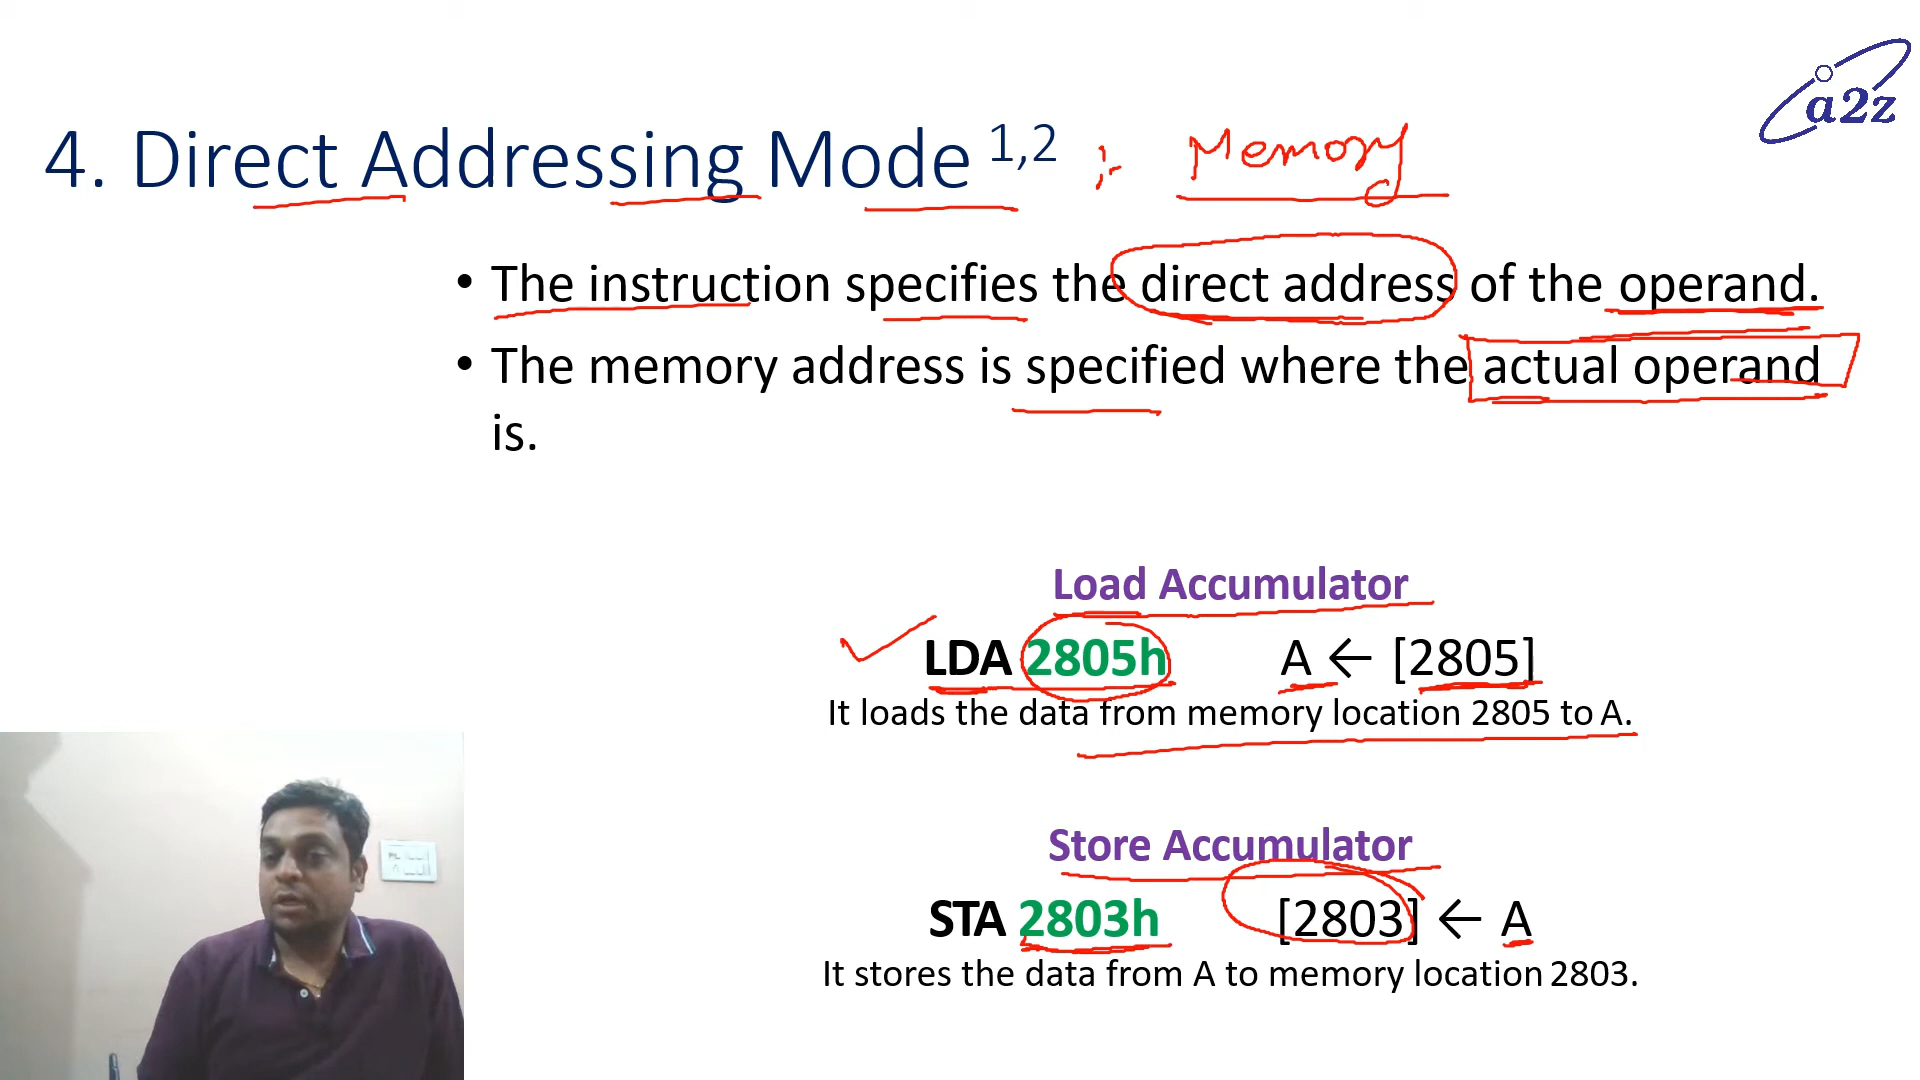 a2z
4. Direct Addressing Mode 1,2 :- Memory
• The instruction specifies the direct address of the operand.
• The memory address is specified where the actual operand
is.
Load Accumulator
LDA 2805h A ← [2805]
It loads the data from memory location 2805 to A.
Store Accumulator
STA 2803h [2803] ← A
It stores the data from A to memory location 2803.